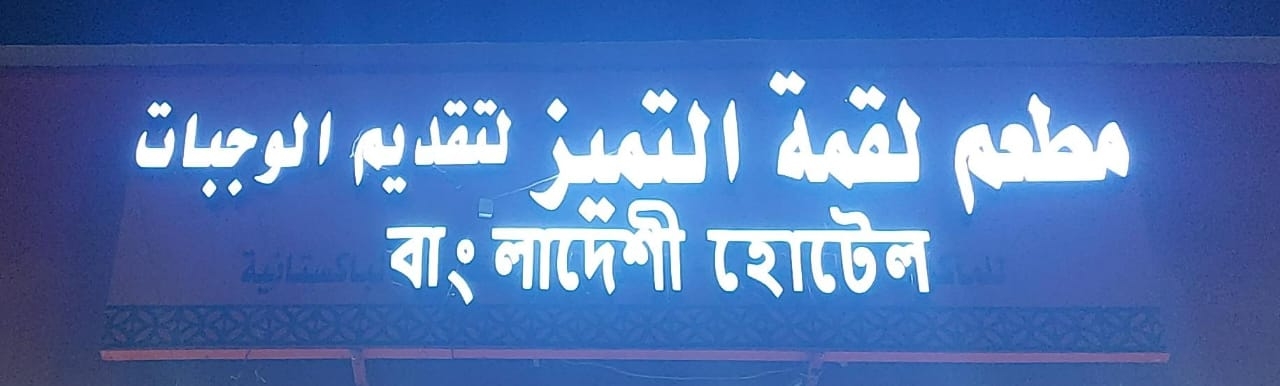 مطعم لقمة التميز لتقديم الوجبات
বাংলাদেশী হোটেল